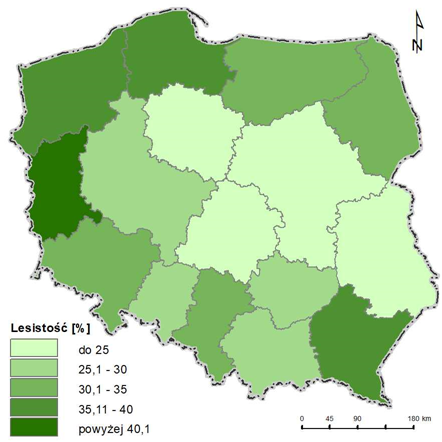 N
Lesistość [%]
do 25
25,1 - 30
30,1 - 35
35,11 - 40
powyżej 40,1
0 45 90 180 km